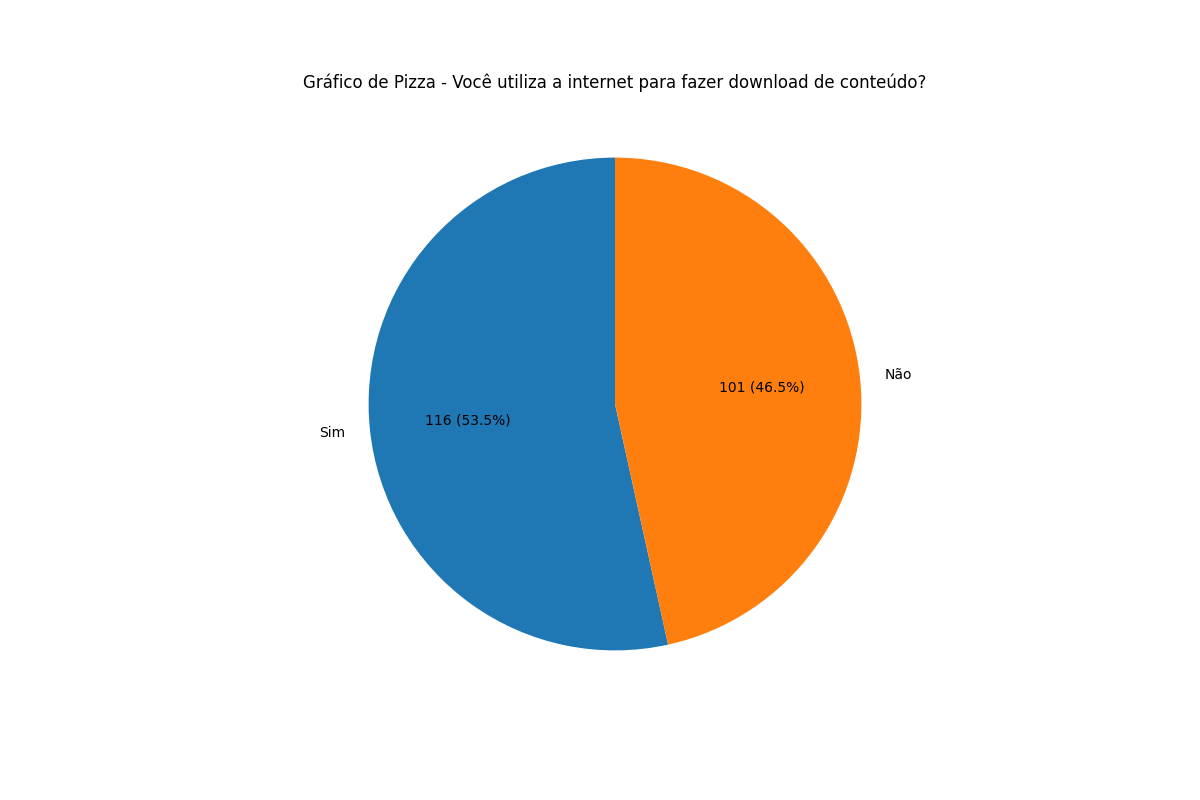 Gráfico de Pizza - Você utiliza a internet para fazer download de conteúdo?
Não
101 (46.5%)
116 (53.5%)
Sim